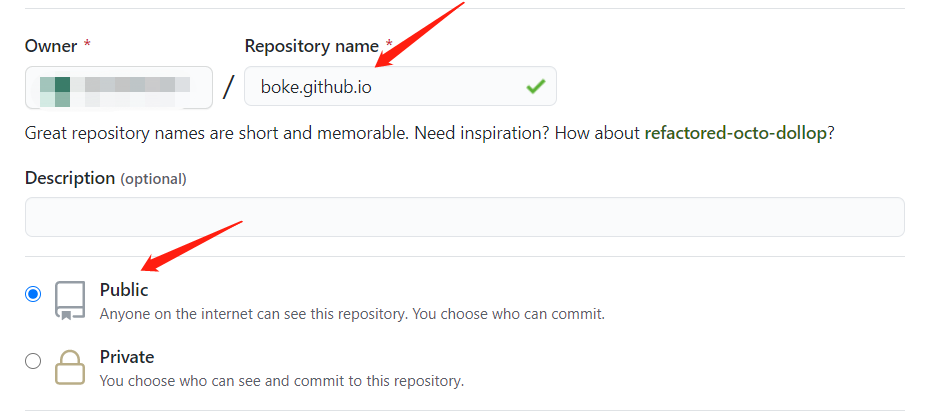 Owner *
Repository name *
/
boke.github.io
Great repository names are short and memorable. Need inspiration? How about refactored-octo-dollop?
Description (optional)
Public
Anyone on the internet can see this repository. You choose who can commit.
Private
You choose who can see and commit to this repository.